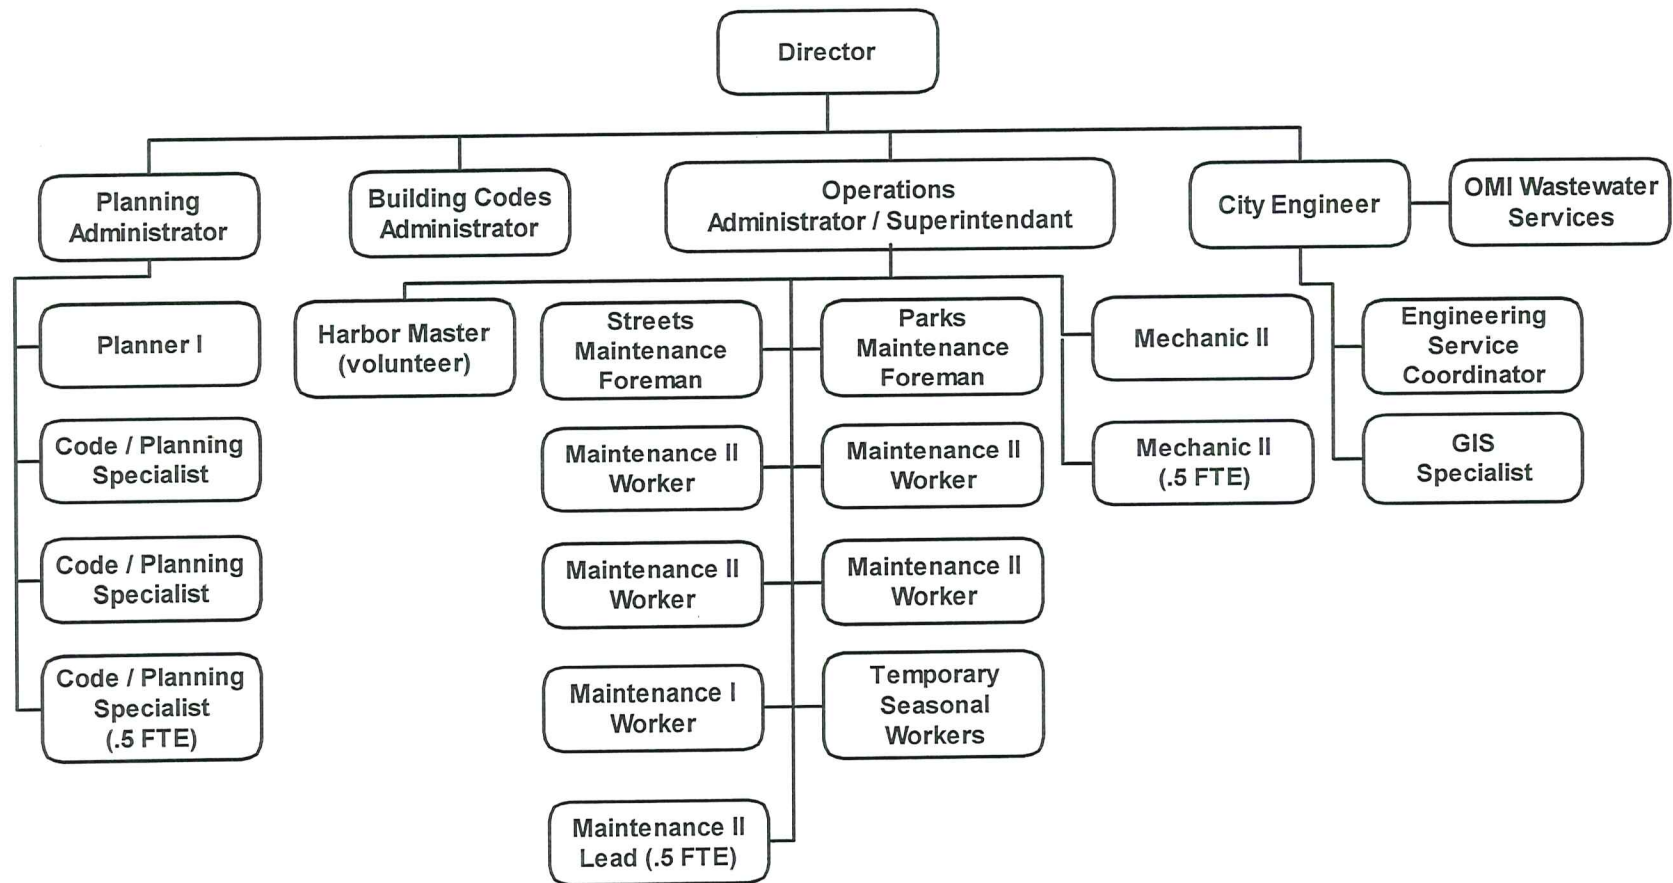 Director
Planning
Administrator
Building Codes
Administrator
Operations
Administrator / Superintendant
City Engineer
OMI Wastewater
Services
Planner I
Code / Planning
Specialist
Code / Planning
Specialist
Code / Planning
Specialist
(.5 FTE)
Harbor Master
(volunteer)
Streets
Maintenance
Foreman
Maintenance II
Worker
Maintenance II
Worker
Maintenance I
Worker
Maintenance II
Lead (.5 FTE)
Parks
Maintenance
Foreman
Maintenance II
Worker
Maintenance II
Worker
Temporary
Seasonal
Workers
Mechanic II
Mechanic II
(.5 FTE)
Engineering
Service
Coordinator
GIS
Specialist